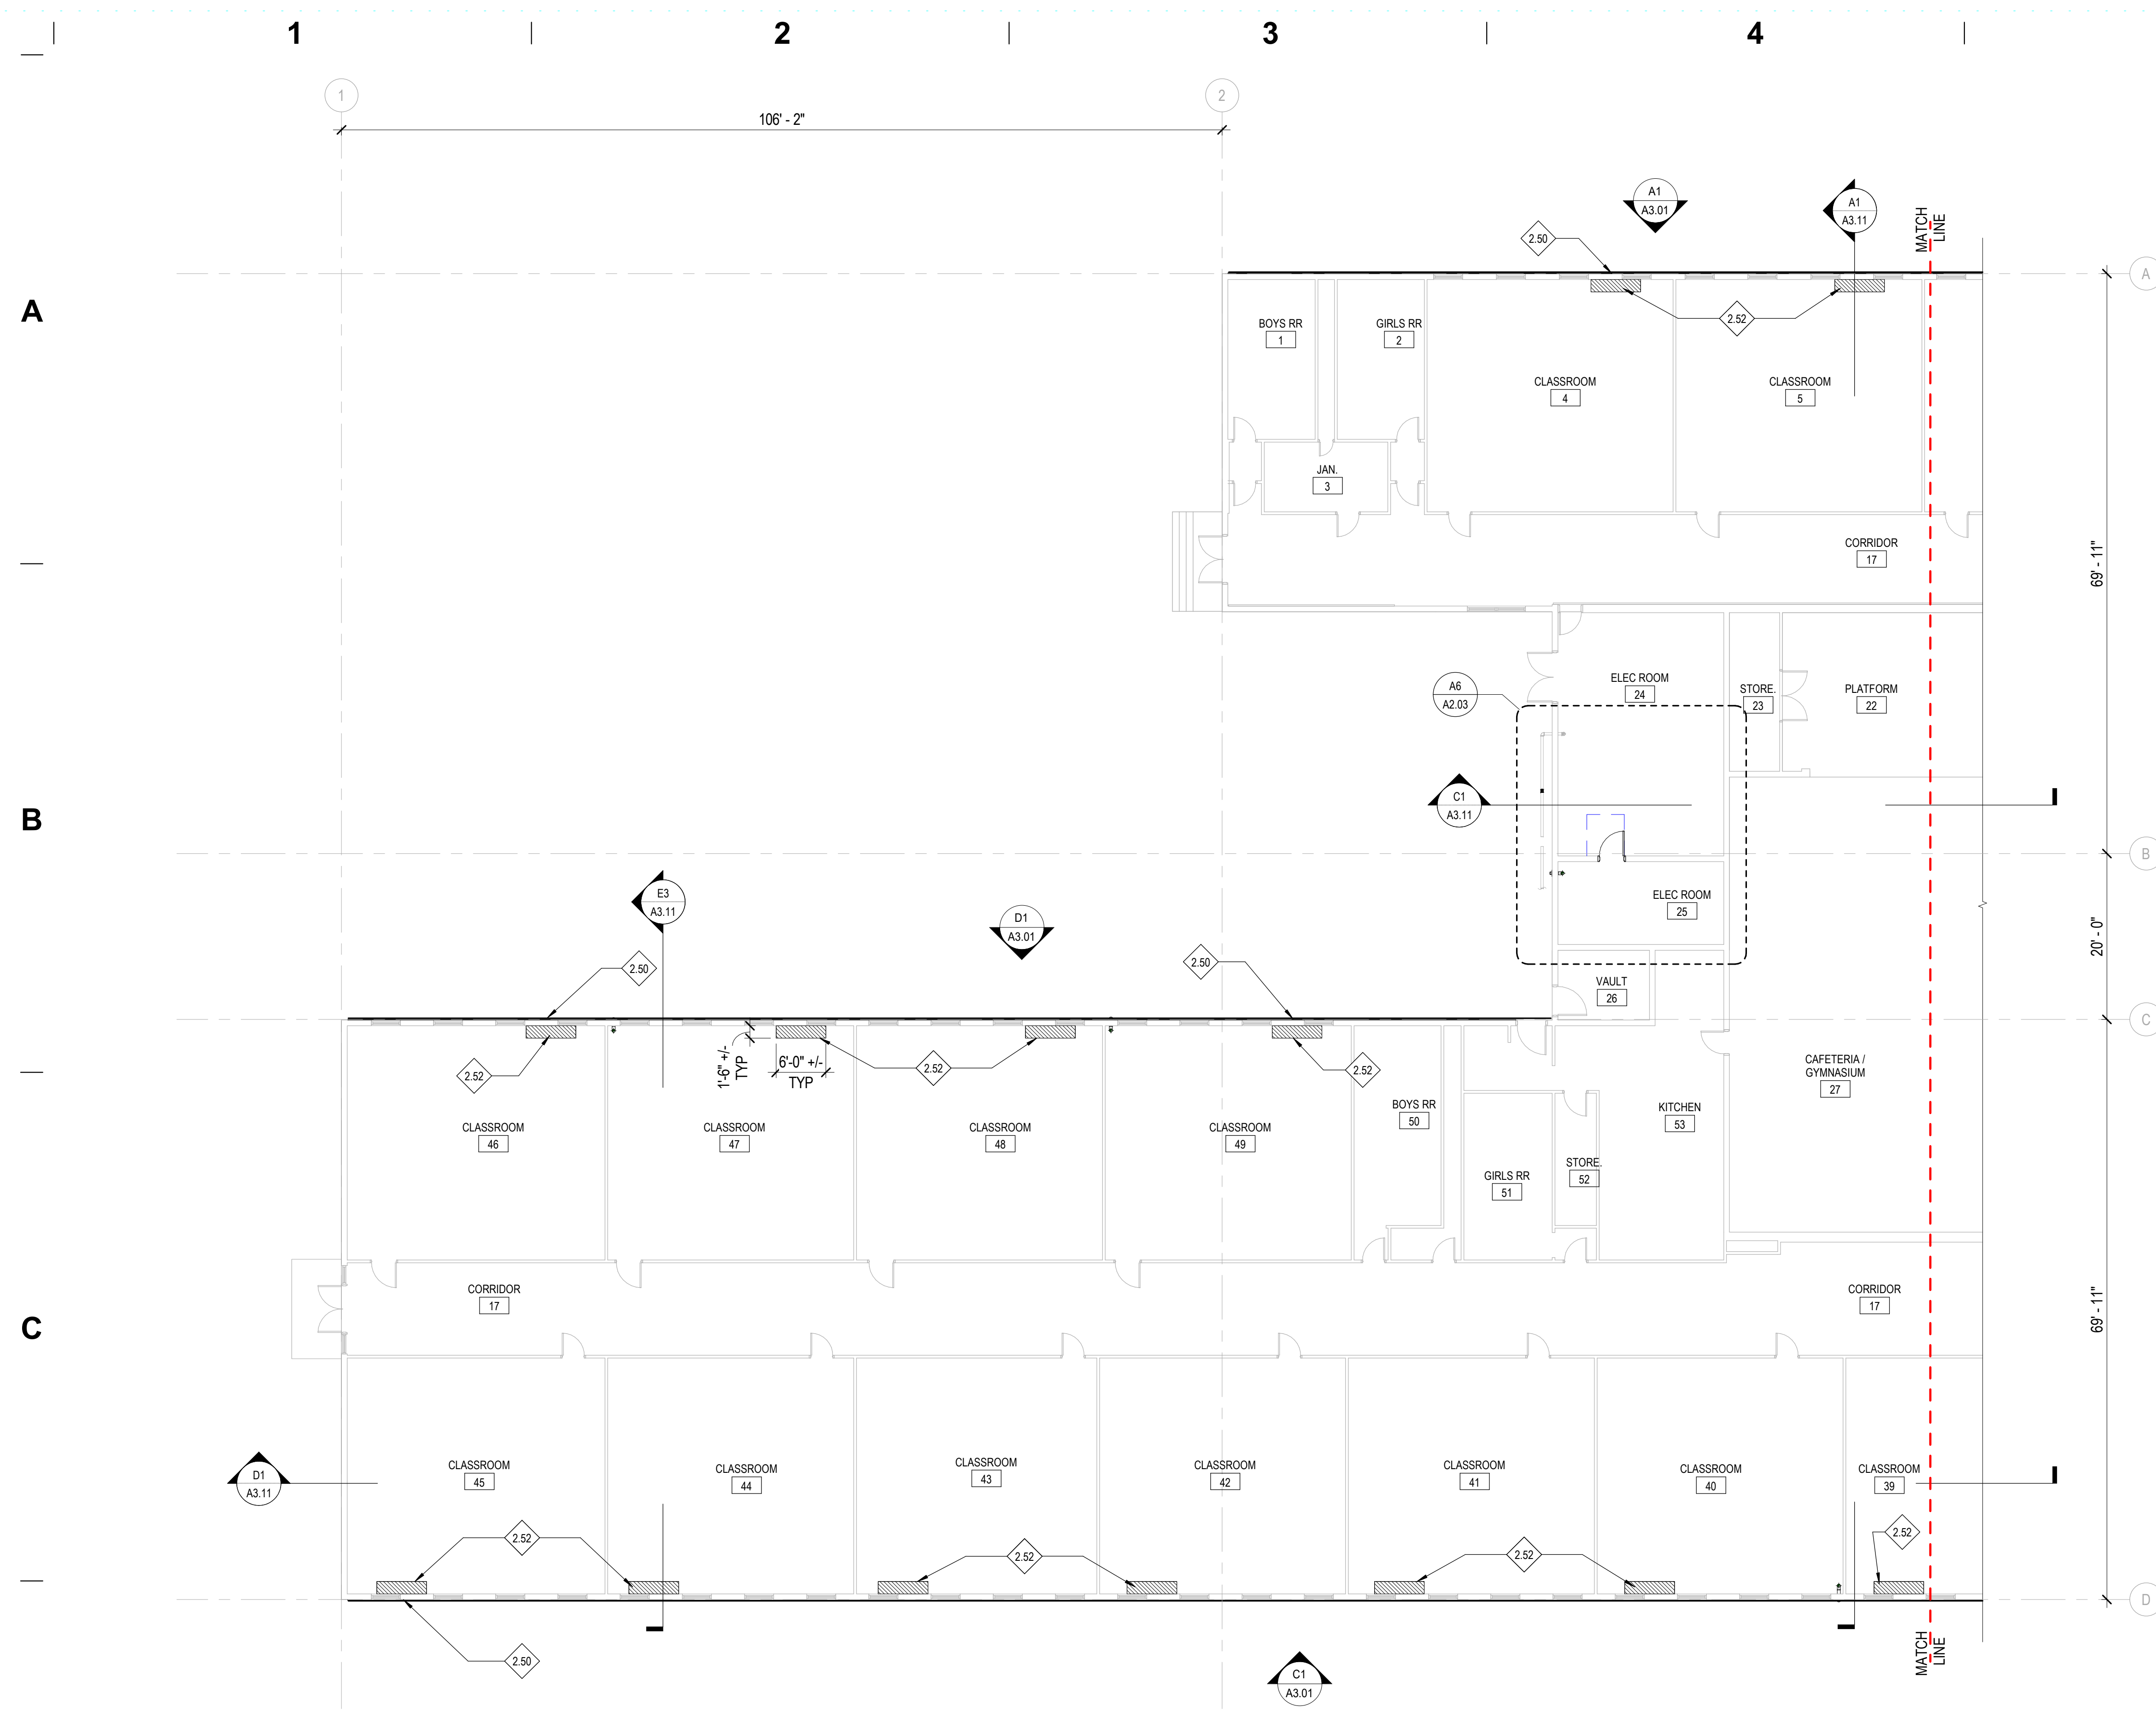 1
2
3
4
1
2
106' - 2"
A1
A3.01
A1
A3.11
MATCH
LINE
2.50
A
A
2.52
BOYS RR
1
GIRLS RR
2
CLASSROOM
4
CLASSROOM
5
JAN.
3
CORRIDOR
17
69' - 11"
ELEC ROOM
24
STORE.
23
PLATFORM
22
A6
A2.03
C1
A3.11
B
B
E3
A3.11
D1
A3.01
ELEC ROOM
25
20' - 0"
2.50
2.50
VAULT
26
C
2.52
1'-6" +/-
TYP
6'-0" +/-
TYP
2.52
2.52
CAFETERIA /
GYMNASIUM
27
BOYS RR
50
KITCHEN
53
CLASSROOM
46
CLASSROOM
47
CLASSROOM
48
CLASSROOM
49
GIRLS RR
51
STORE.
52
CORRIDOR
17
CORRIDOR
17
69' - 11"
C
D1
A3.11
CLASSROOM
45
CLASSROOM
44
CLASSROOM
43
CLASSROOM
42
CLASSROOM
41
CLASSROOM
40
CLASSROOM
39
2.52
2.52
2.52
2.52
D
2.50
C1
A3.01
MATCH
LINE